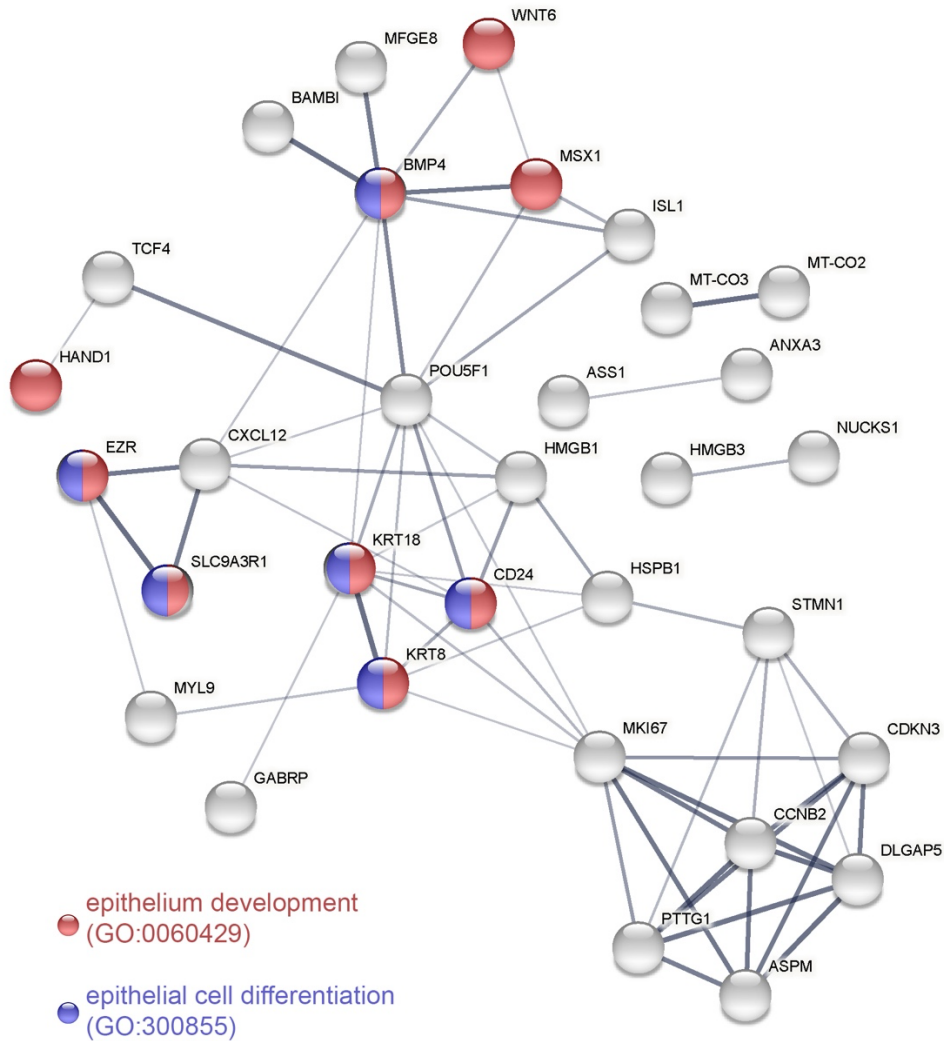 WNT6
MFGE8
BAMBI
BMP4
MSX1
ISL1
TCF4
MT-CO2
MT-CO3
HAND1
ANXA3
ASS1
POU5F1
NUCKS1
CXCL12
HMGB1
HMGB3
EZR
KRT18
SLC9A3R1
CD24
HSPB1
STMN1
KRT8
MYL9
CDKN3
MKI67
GABRP
CCNB2
DLGAP5
PTTG1
ASPM
epithelium development
(GO:0060429)
epithelial cell differentiation
(GO:300855)